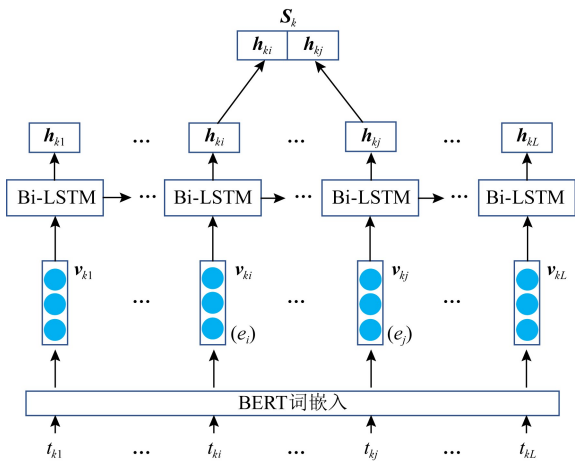 S_k
h_ki h_kj
h_k1 ... h_ki ... h_kj ... h_kL
Bi-LSTM ... Bi-LSTM ... Bi-LSTM ... Bi-LSTM
v_k1 v_ki v_kj v_kL
... ... ...
(e_i) (e_j)
BERT词嵌入
t_k1 ... t_ki ... t_kj ... t_kL